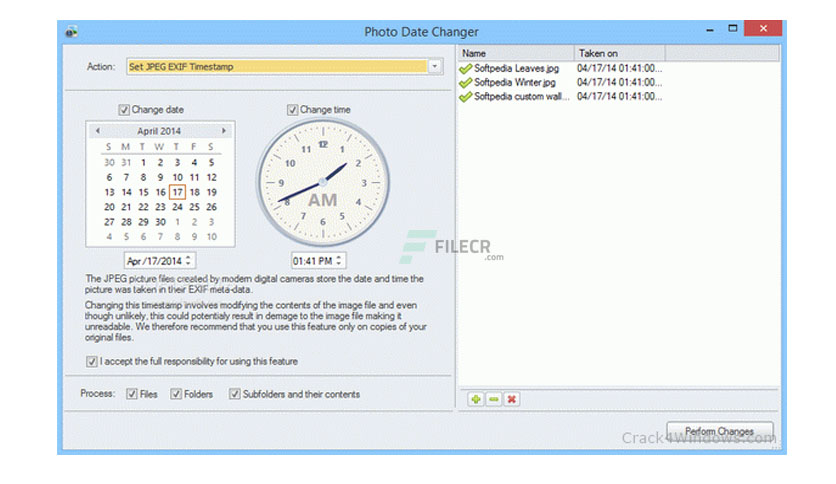 Photo Date Changer
Action: Set JPEG EXIF Timestamp
Change date
Change time
April 2014
S M T W T F S
30 31 1 2 3 4 5
6 7 8 9 10 11 12
13 14 15 16 17 18 19
20 21 22 23 24 25 26
27 28 29 30 1 2 3
4 5 6 7 8 9 10
12
11 1
10 2
9 3
8 AM 4
7 5
6
Apr/17/2014
01:41 PM
The JPEG picture files created by modern digital cameras store the date and time the
picture was taken in their EXIF meta-data.
Changing this timestamp involves modifying the contents of the image file and even
though unlikely, this could potentialy result in demage to the image file making it
unreadable. We therefore recommend that you use this feature only on copies of your
original files.
I accept the full responsibility for using this feature
Process: Files Folders Subfolders and their contents
Name Taken on
Softpedia Leaves.jpg 04/17/14 01:41:00...
Softpedia Winter.jpg 04/17/14 01:41:00...
Softpedia custom wall... 04/17/14 01:41:00...
FILECR
.com
Perform Changes
Crack4Windows.com